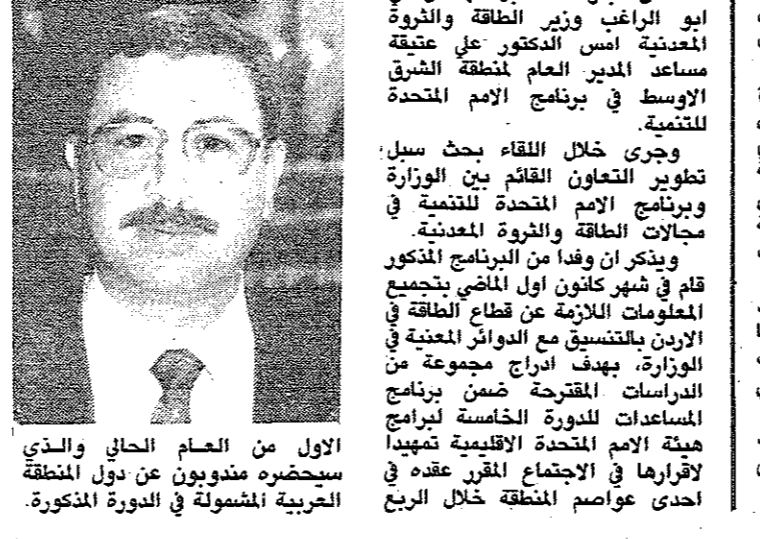 ابو الراغب وزير الطاقة والثروة
المعدنية امس الدكتور علي عتيقة
مساعد المدير العام لمنطقة الشرق
الاوسط في برنامج الامم المتحدة
للتنمية.
وجرى خلال اللقاء بحث سبل
تطوير التعاون القائم بين الوزارة
وبرنامج الامم المتحدة للتنمية في
مجالات الطاقة والثروة المعدنية.
ويذكر ان وفدا من البرنامج المذكور
قام في شهر كانون اول الماضي بتجميع
المعلومات اللازمة عن قطاع الطاقة في
الاردن بالتنسيق مع الدوائر المعنية في
الوزارة، بهدف ادراج مجموعة من
الدراسات المقترحة ضمن برنامج
المساعدات للدورة الخامسة لبرامج
هيئة الامم المتحدة الاقليمية تمهيدا
لاقرارها في الاجتماع المقرر عقده في
احدى عواصم المنطقة خلال الربع
الاول من العام الحالي والذي
سيحضره مندوبون عن دول المنطقة
العربية المشمولة في الدورة المذكورة.